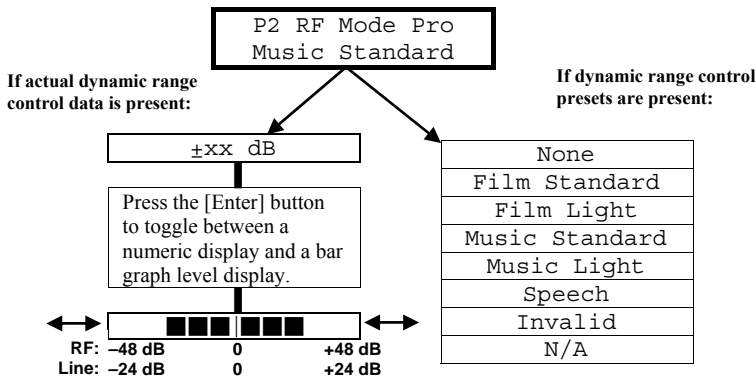 P2 RF Mode Pro
Music Standard
If actual dynamic range
control data is present:
If dynamic range control
presets are present:
±xx dB
Press the [Enter] button
to toggle between a
numeric display and a bar
graph level display.
RF: –48 dB 0 +48 dB
Line: –24 dB 0 +24 dB
None
Film Standard
Film Light
Music Standard
Music Light
Speech
Invalid
N/A